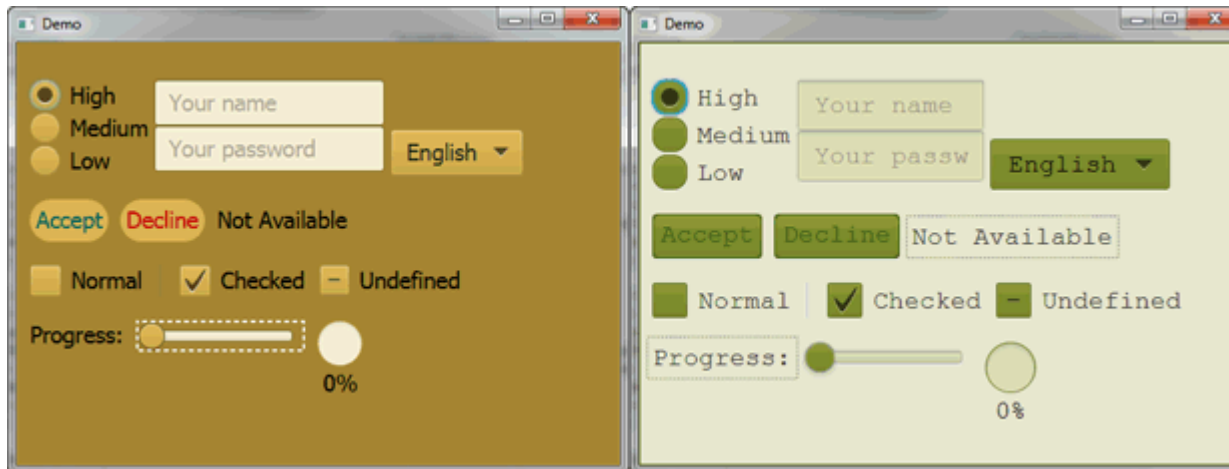 Demo
High
Your name
Medium
Your password
English
Low
Accept Decline Not Available
Normal Checked Undefined
Progress:
0%
Demo
High
Your name
Medium
Your passw
English
Low
Accept Decline Not Available
Normal Checked Undefined
Progress:
0%